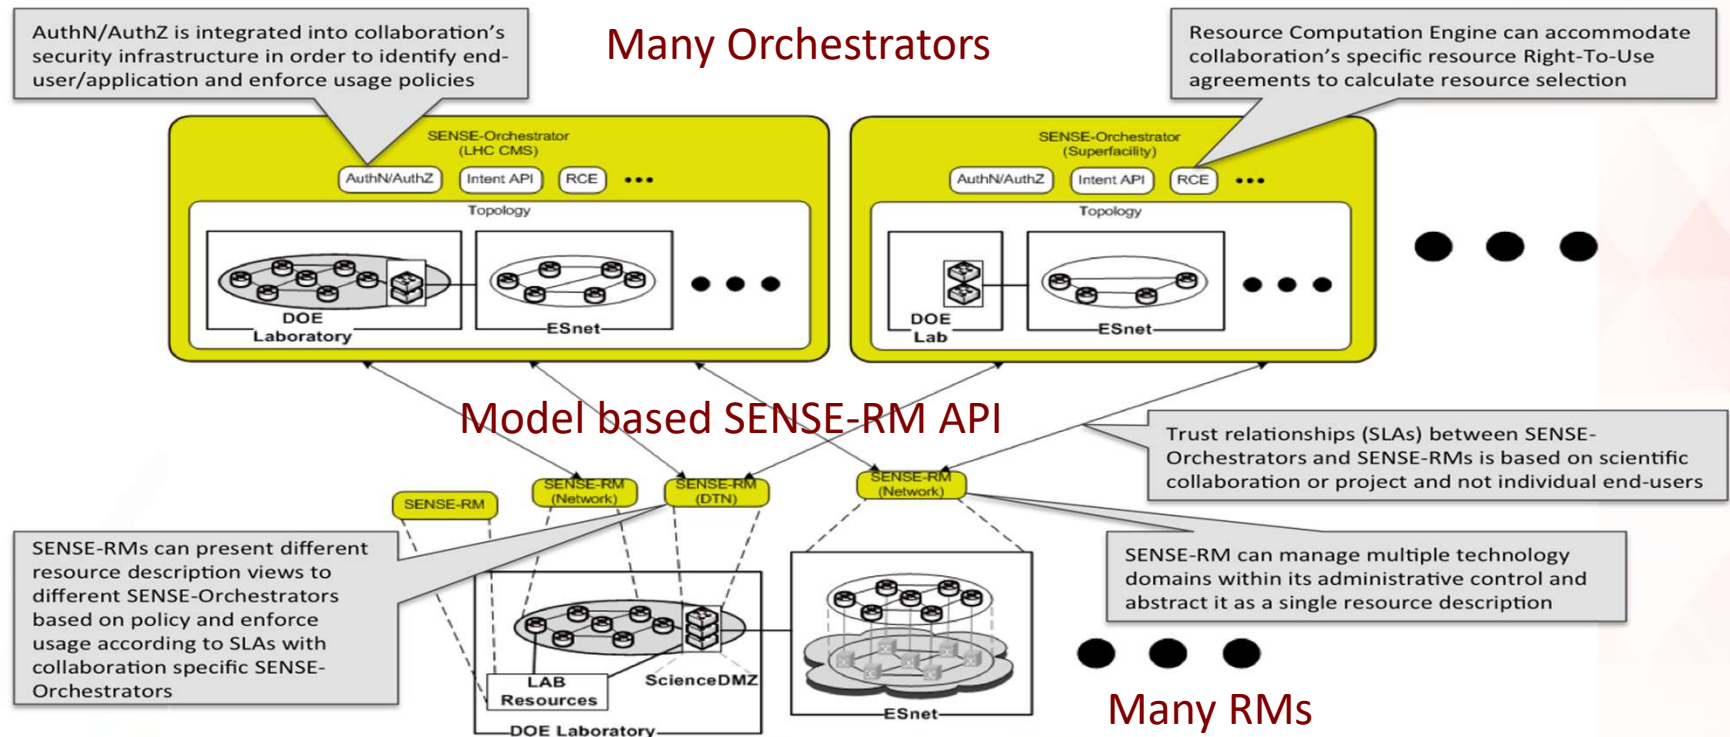 AuthN/AuthZ is integrated into collaboration's
security infrastructure in order to identify end-
user/application and enforce usage policies
Many Orchestrators
Resource Computation Engine can accommodate
collaboration's specific resource Right-To-Use
agreements to calculate resource selection
SENSE-Orchestrator
(LHC CMS)
AuthN/AuthZ
Intent API
RCE
Topology
DOE
Laboratory
ESnet
SENSE-Orchestrator
(Superfacility)
AuthN/AuthZ
Intent API
RCE
Topology
DOE
Lab
ESnet
Model based SENSE-RM API
Trust relationships (SLAs) between SENSE-
Orchestrators and SENSE-RMs is based on scientific
collaboration or project and not individual end-users
SENSE-RM
SENSE-RM
(Network)
SENSE-RM
(DTN)
SENSE-RM
(Network)
SENSE-RMs can present different
resource description views to
different SENSE-Orchestrators
based on policy and enforce
usage according to SLAs with
collaboration specific SENSE-
Orchestrators
SENSE-RM can manage multiple technology
domains within its administrative control and
abstract it as a single resource description
LAB
Resources
ScienceDMZ
DOE Laboratory
ESnet
Many RMs